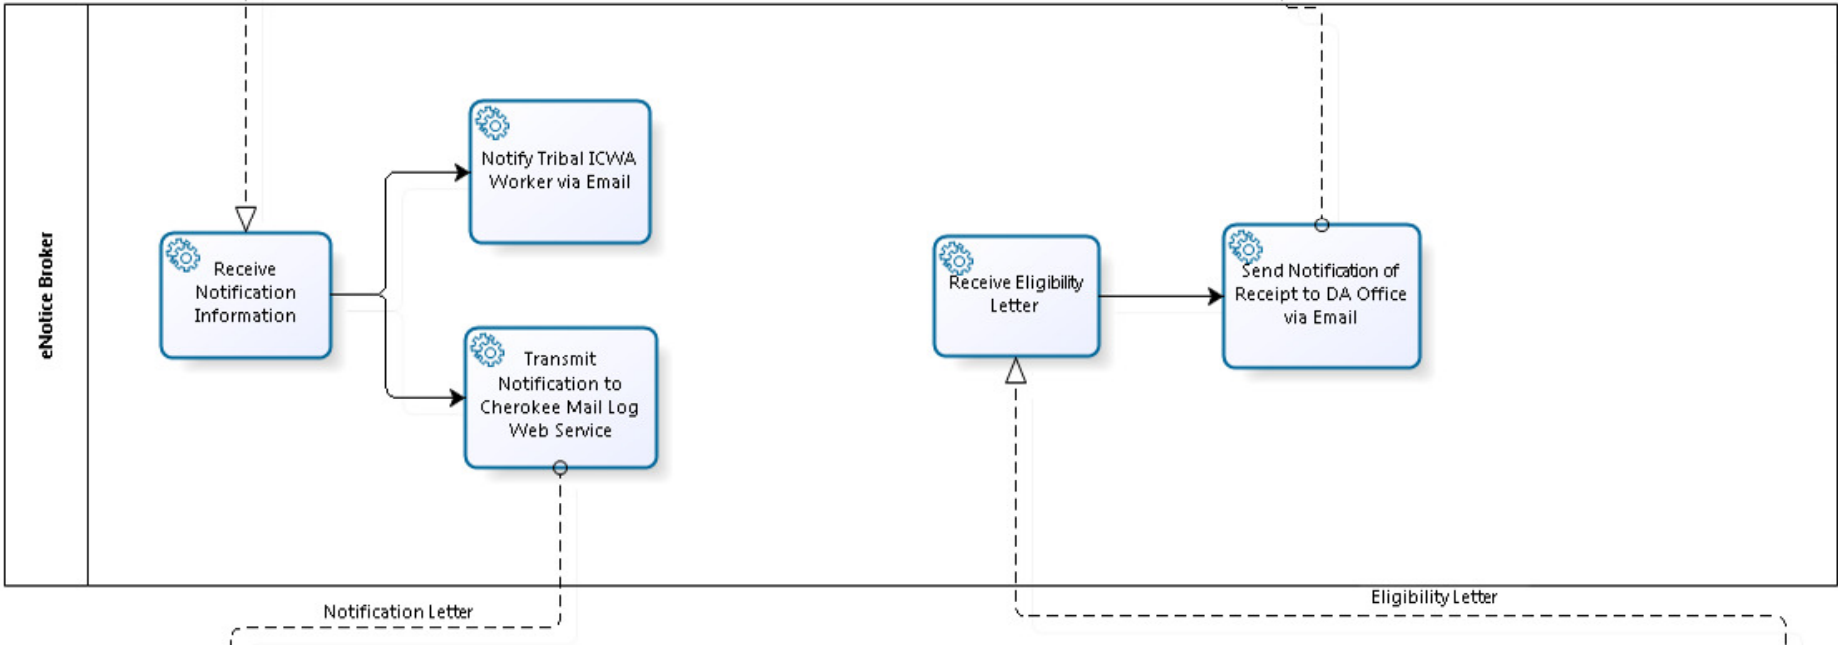 eNotice Broker
Receive
Notification
Information
Notify Tribal ICWA
Worker via Email
Transmit
Notification to
Cherokee Mail Log
Web Service
Receive Eligibility
Letter
Send Notification of
Receipt to DA Office
via Email
Notification Letter
Eligibility Letter